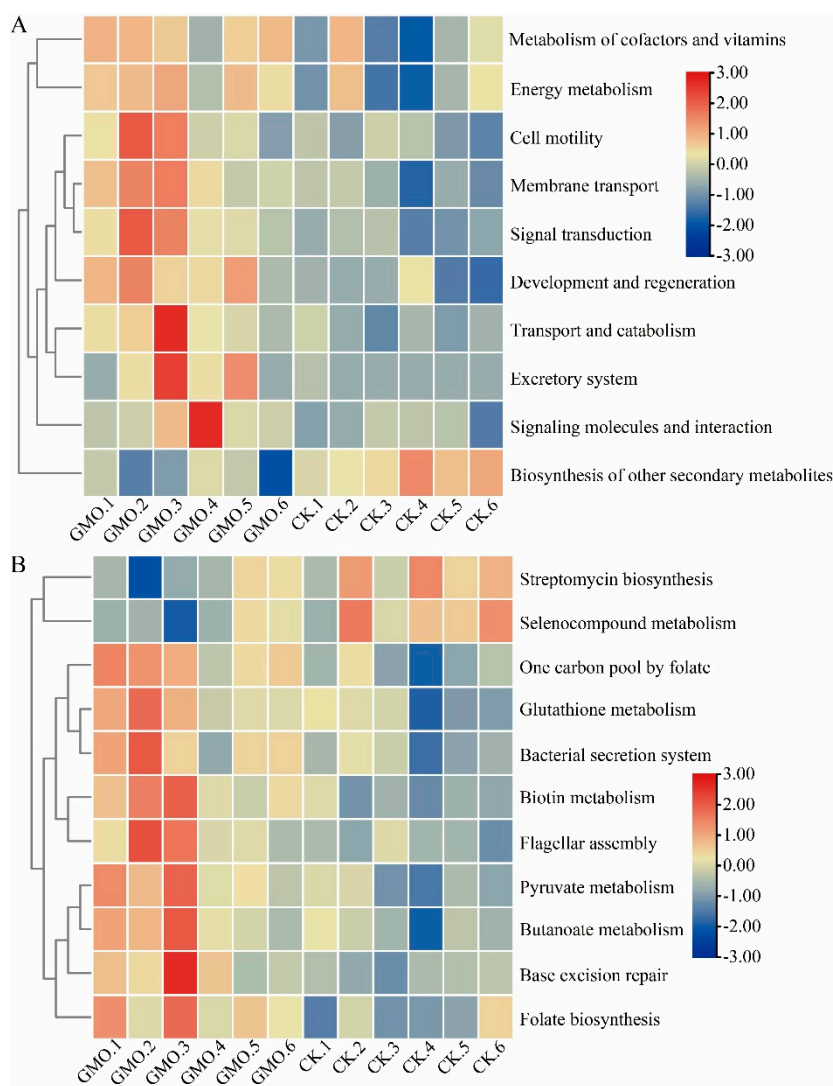 A
Metabolism of cofactors and vitamins
Energy metabolism
Cell motility
Membrane transport
Signal transduction
Development and regeneration
Transport and catabolism
Excretory system
Signaling molecules and interaction
Biosynthesis of other secondary metabolites
3.00
2.00
1.00
0.00
-1.00
-2.00
-3.00
GMO.1 GMO.2 GMO.3 GMO.4 GMO.5 GMO.6 CK.1 CK.2 CK.3 CK.4 CK.5 CK.6
B
Streptomycin biosynthesis
Selenocompound metabolism
One carbon pool by folate
Glutathione metabolism
Bacterial secretion system
Biotin metabolism
Flagellar assembly
Pyruvate metabolism
Butanoate metabolism
Base excision repair
Folate biosynthesis
3.00
2.00
1.00
0.00
-1.00
-2.00
-3.00
GMO.1 GMO.2 GMO.3 GMO.4 GMO.5 GMO.6 CK.1 CK.2 CK.3 CK.4 CK.5 CK.6